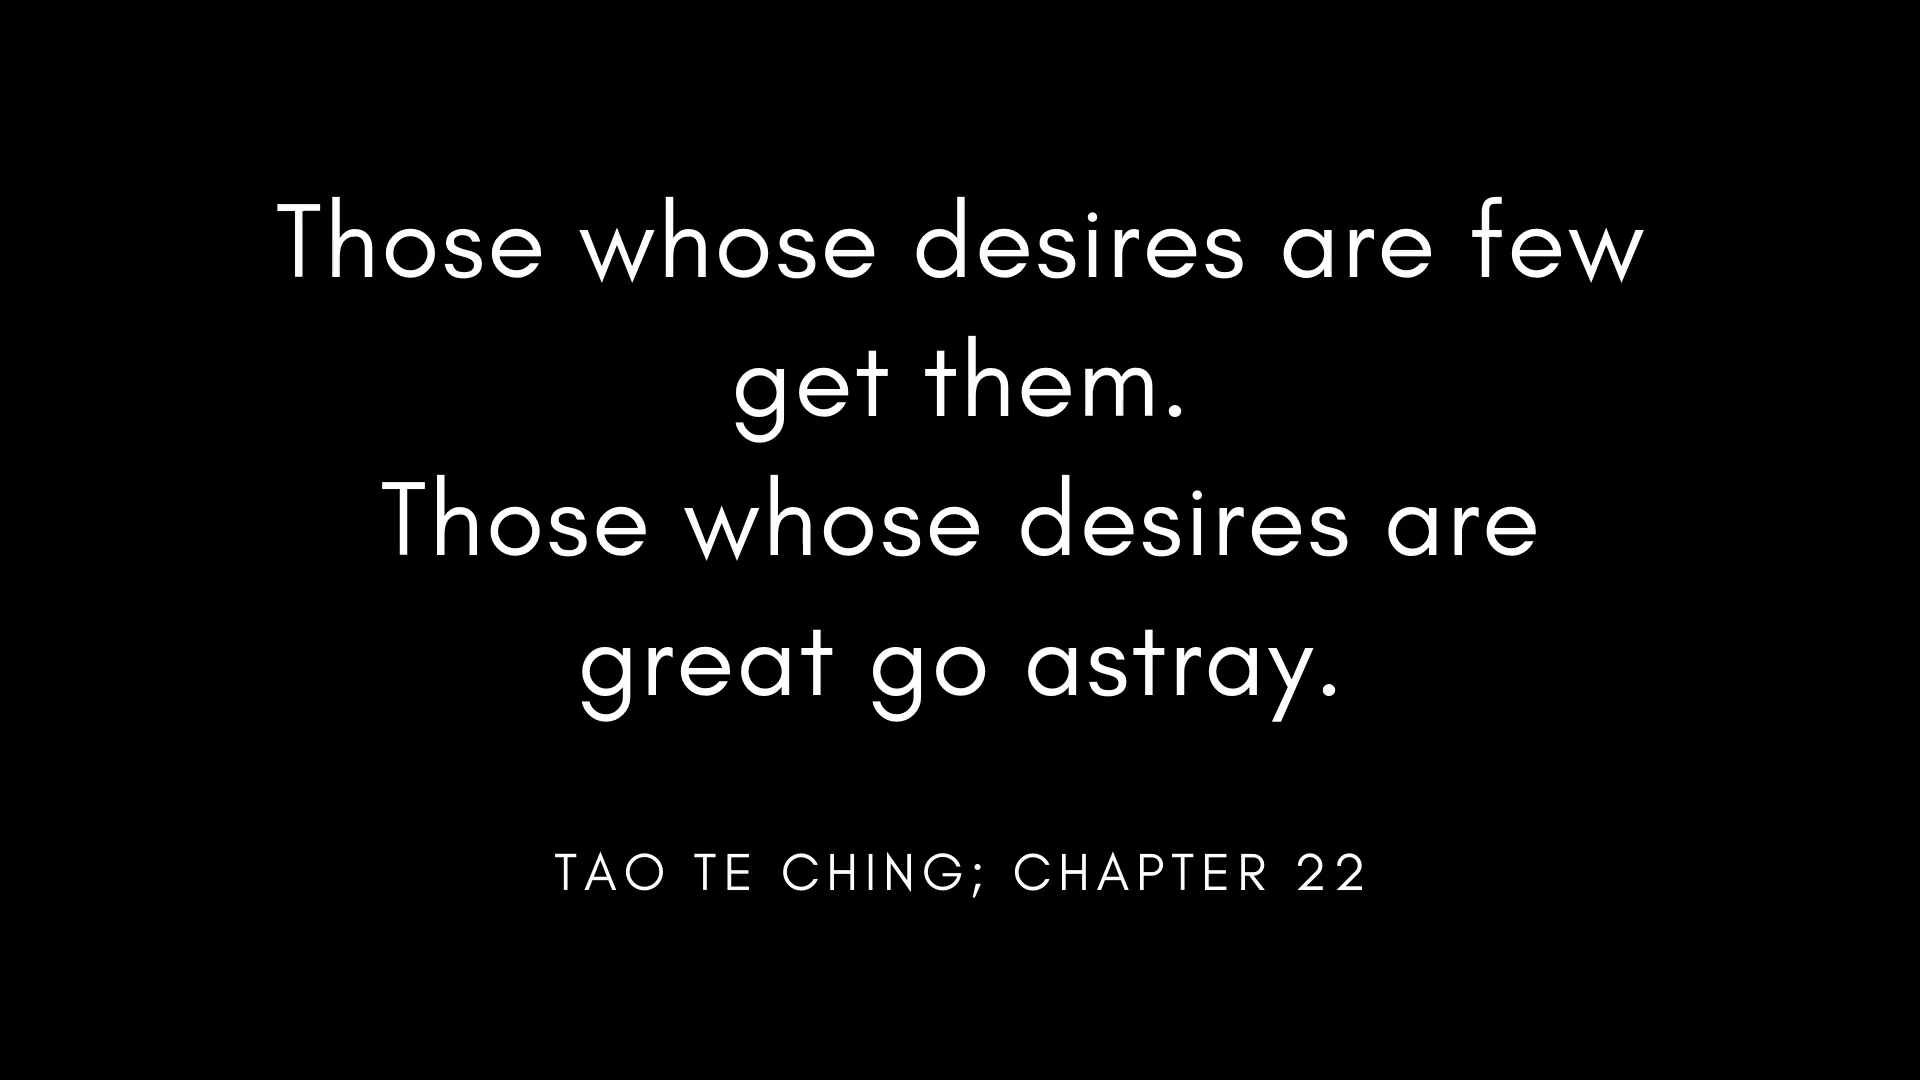 Those whose desires are few
get them.
Those whose desires are
great go astray.
TAO TE CHING; CHAPTER 22